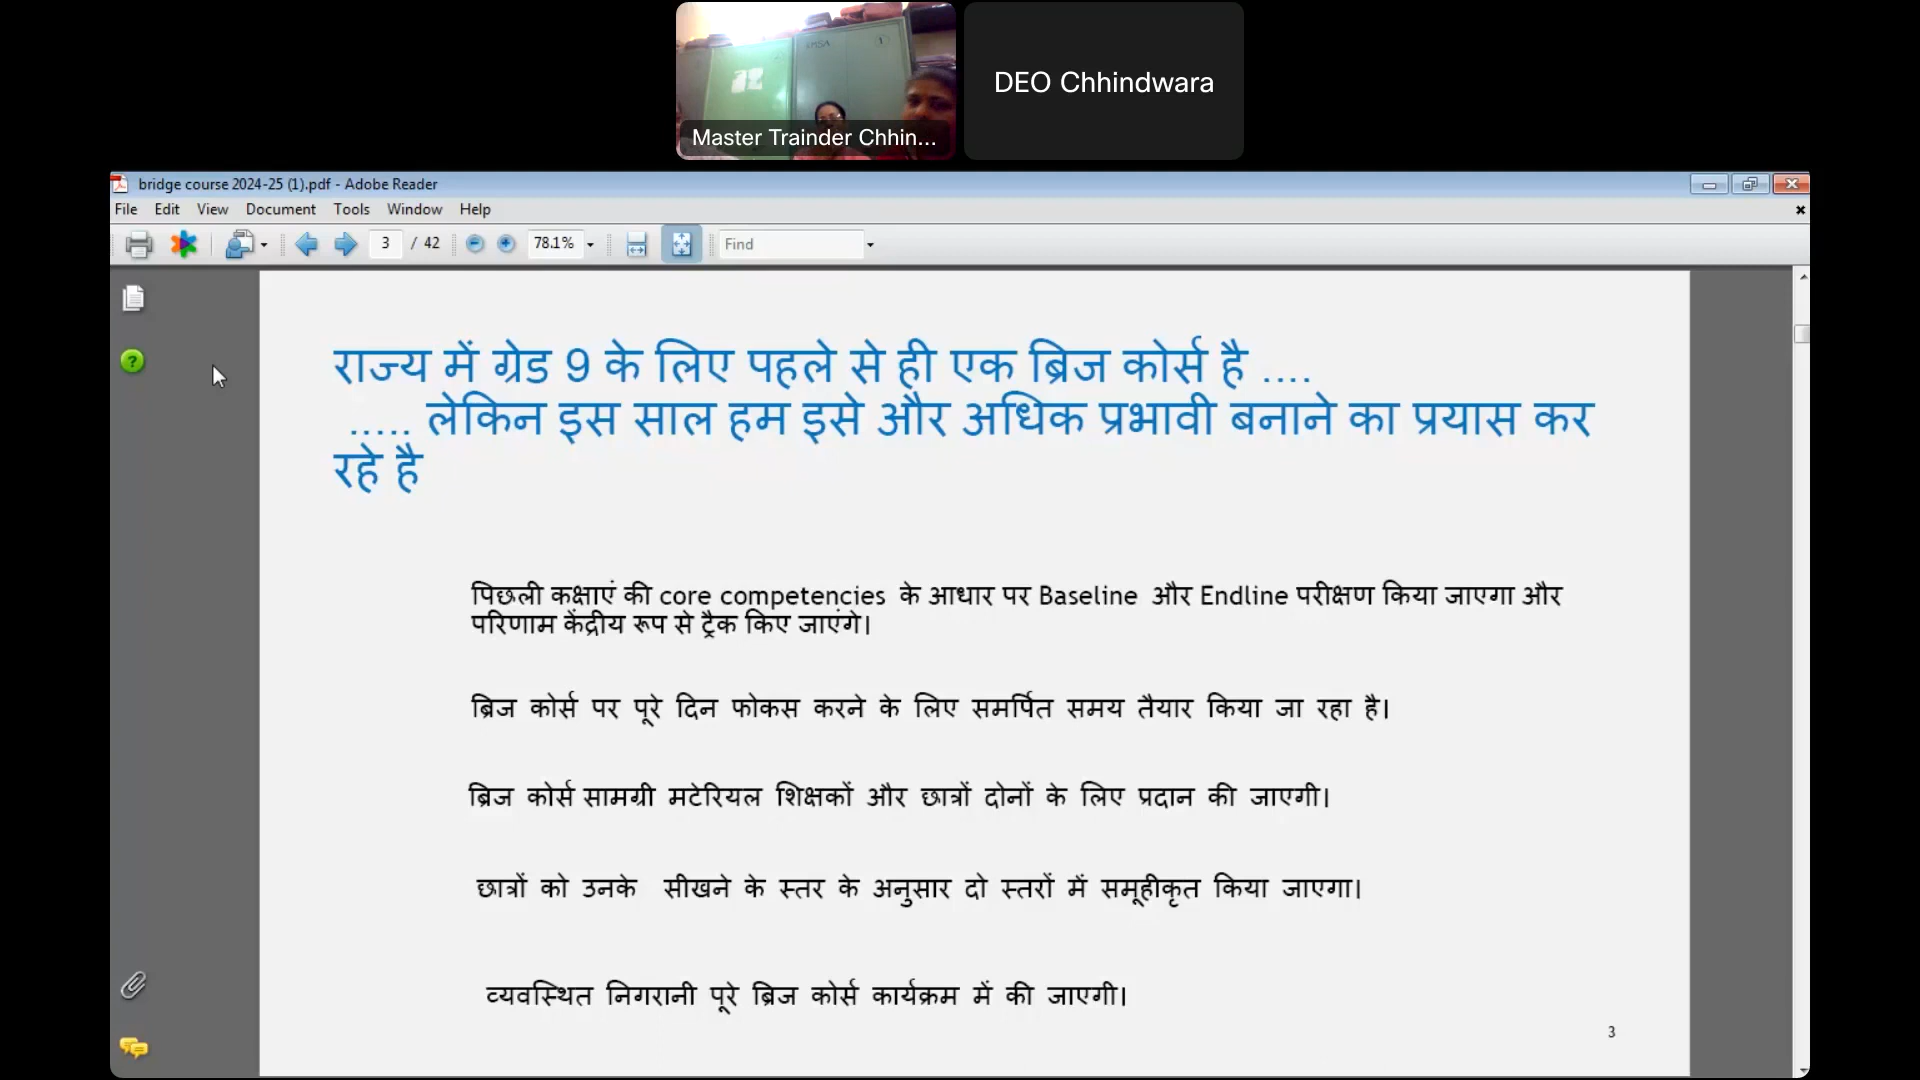 EMSA
1
Master Trainder Chhin...
DEO Chhindwara
bridge course 2024-25 (1).pdf - Adobe Reader
File Edit View Document Tools Window Help
3 / 42 78.1% Find
राज्य में ग्रेड 9 के लिए पहले से ही एक ब्रिज कोर्स है ....
..... लेकिन इस साल हम इसे और अधिक प्रभावी बनाने का प्रयास कर
रहे है
पिछली कक्षाएं की core competencies के आधार पर Baseline और Endline परीक्षण किया जाएगा और
परिणाम केंद्रीय रूप से ट्रैक किए जाएंगे।
ब्रिज कोर्स पर पूरे दिन फोकस करने के लिए समर्पित समय तैयार किया जा रहा है।
ब्रिज कोर्स सामग्री मटेरियल शिक्षकों और छात्रों दोनों के लिए प्रदान की जाएगी।
छात्रों को उनके सीखने के स्तर के अनुसार दो स्तरों में समूहीकृत किया जाएगा।
व्यवस्थित निगरानी पूरे ब्रिज कोर्स कार्यक्रम में की जाएगी।
3